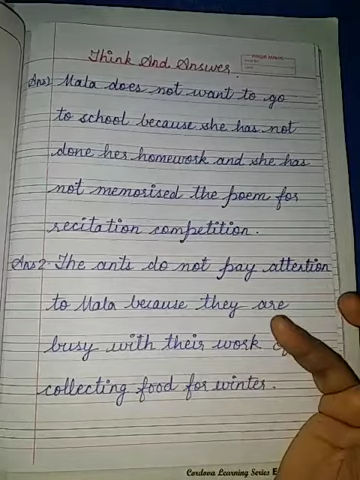 Think And Answer.
Ans1 Mala does not want to go
to school because she has not
done her homework and she has
not memorised the poem for
recitation competition.
Ans2 The ants do not pay attention
to Mala because they are
busy with their work
collecting food for winter.
Cordova Learning Series